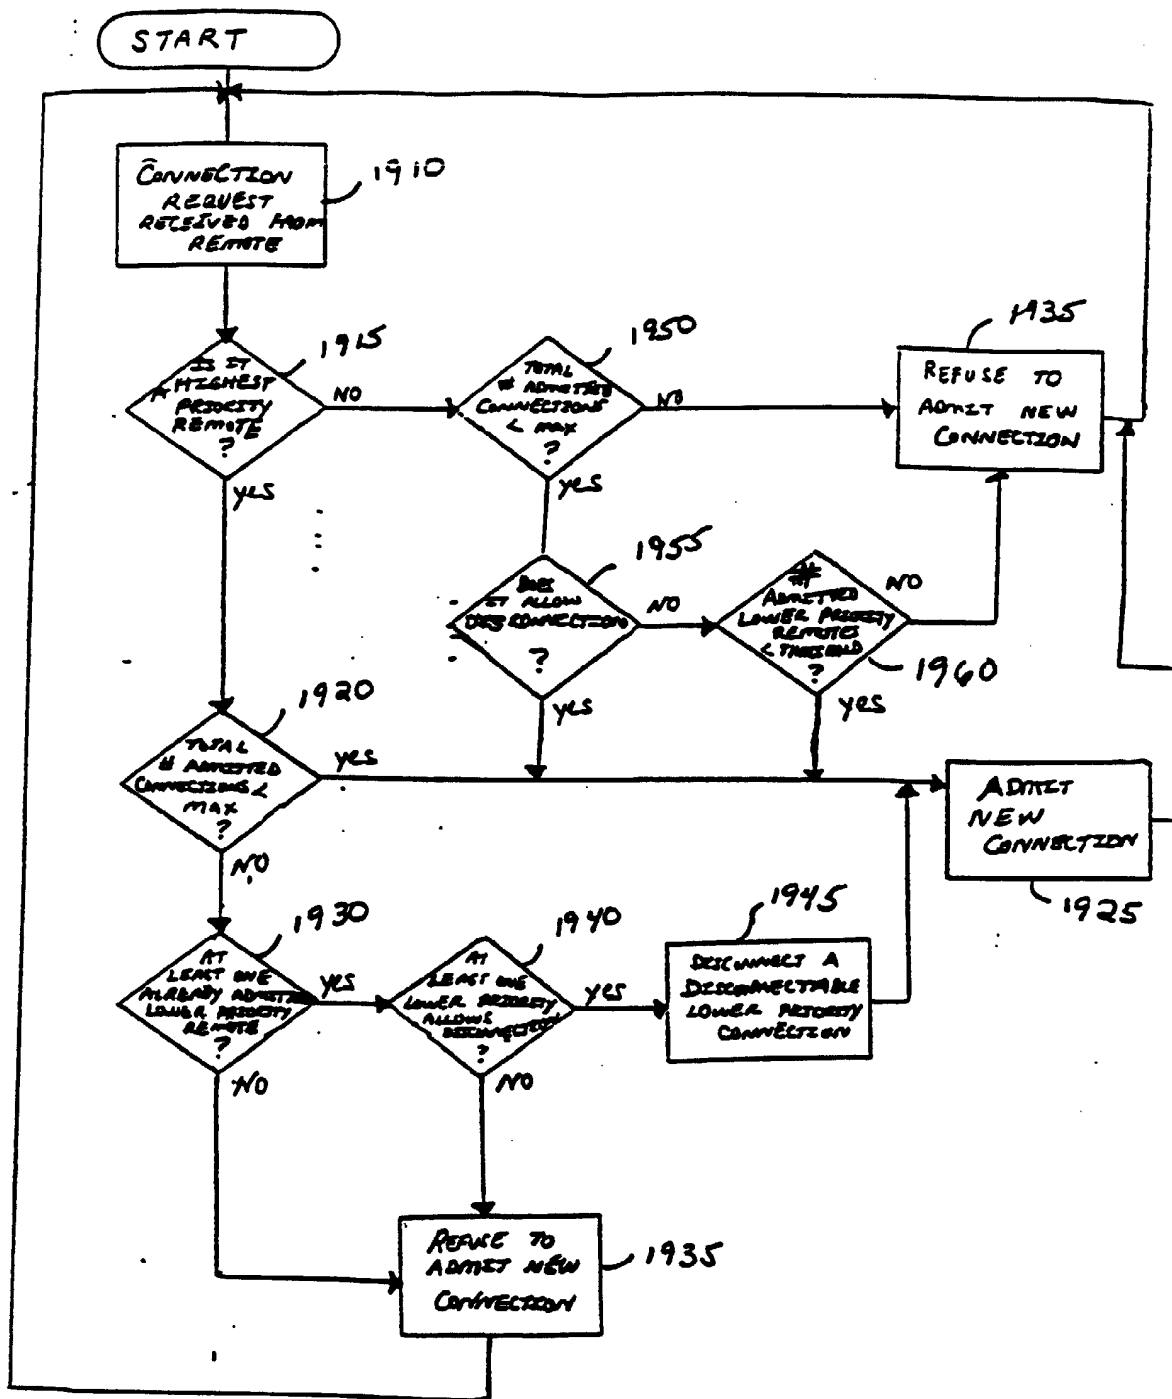 START
CONNECTION
REQUEST
RECEIVED FROM
REMOTE
1910
IS IT
A HIGHEST
PRIORITY
REMOTE
?
1915
NO
yes
TOTAL
# ADMITTED
CONNECTIONS
< MAX
?
1950
NO
yes
REFUSE TO
ADMIT NEW
CONNECTION
1935
DOES
IT ALLOW
DISCONNECTION
?
1955
NO
yes
#
ADMITTED
LOWER PRIORITY
REMOTES
< THRESHOLD
?
1960
NO
yes
TOTAL
# ADMITTED
CONNECTIONS <
MAX
?
1920
yes
NO
ADMIT
NEW
CONNECTION
1925
AT
LEAST ONE
ALREADY ADMITTED
LOWER PRIORITY
REMOTE
?
1930
yes
NO
AT
LEAST ONE
LOWER PRIORITY
ALLOWS
DISCONNECTION
?
1940
yes
NO
DISCONNECT A
DISCONNECTABLE
LOWER PRIORITY
CONNECTION
1945
REFUSE TO
ADMIT NEW
CONNECTION
1935